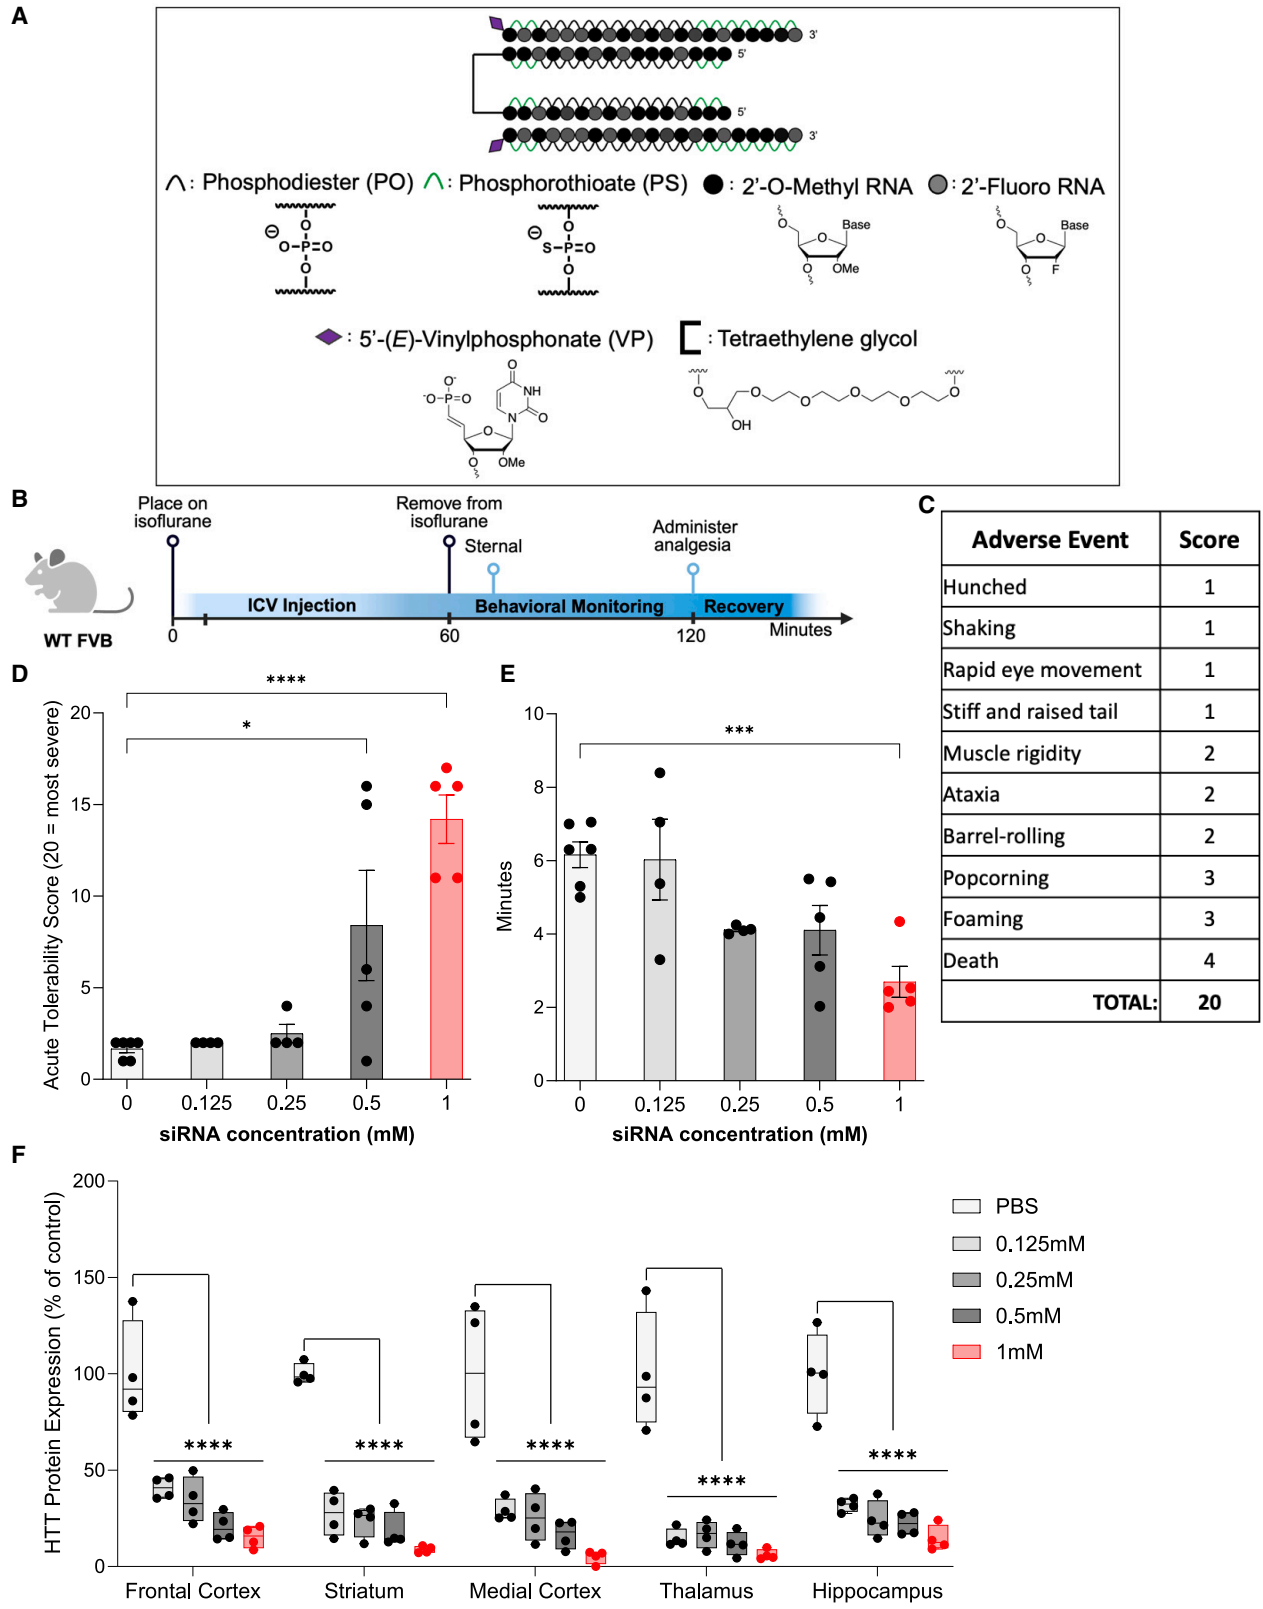 A
3'
5'
5'
3'
: Phosphodiester (PO)
: Phosphorothioate (PS)
: 2'-O-Methyl RNA
: 2'-Fluoro RNA
O
O–P=O
O
O
S–P=O
O
O
Base
O
O
OMe
O
Base
O
O
F
: 5'-(E)-Vinylphosphonate (VP)
: Tetraethylene glycol
O
NH
O-
-O-P=O
N
O
O
O
OMe
O
OH
O
O
O
O
O
B
Place on
isoflurane
Remove from
isoflurane
Sternal
Administer
analgesia
ICV Injection
Behavioral Monitoring
Recovery
WT FVB
0
60
120
Minutes
C
Adverse Event Score
Hunched 1
Shaking 1
Rapid eye movement 1
Stiff and raised tail 1
Muscle rigidity 2
Ataxia 2
Barrel-rolling 2
Popcorning 3
Foaming 3
Death 4
TOTAL: 20
D
Acute Tolerability Score (20 = most severe)
20
15
10
5
0
****
*
0 0.125 0.25 0.5 1
siRNA concentration (mM)
E
Minutes
10
8
6
4
2
0
***
0 0.125 0.25 0.5 1
siRNA concentration (mM)
F
HTT Protein Expression (% of control)
200
150
100
50
0
****
****
****
****
****
Frontal Cortex
Striatum
Medial Cortex
Thalamus
Hippocampus
PBS
0.125mM
0.25mM
0.5mM
1mM